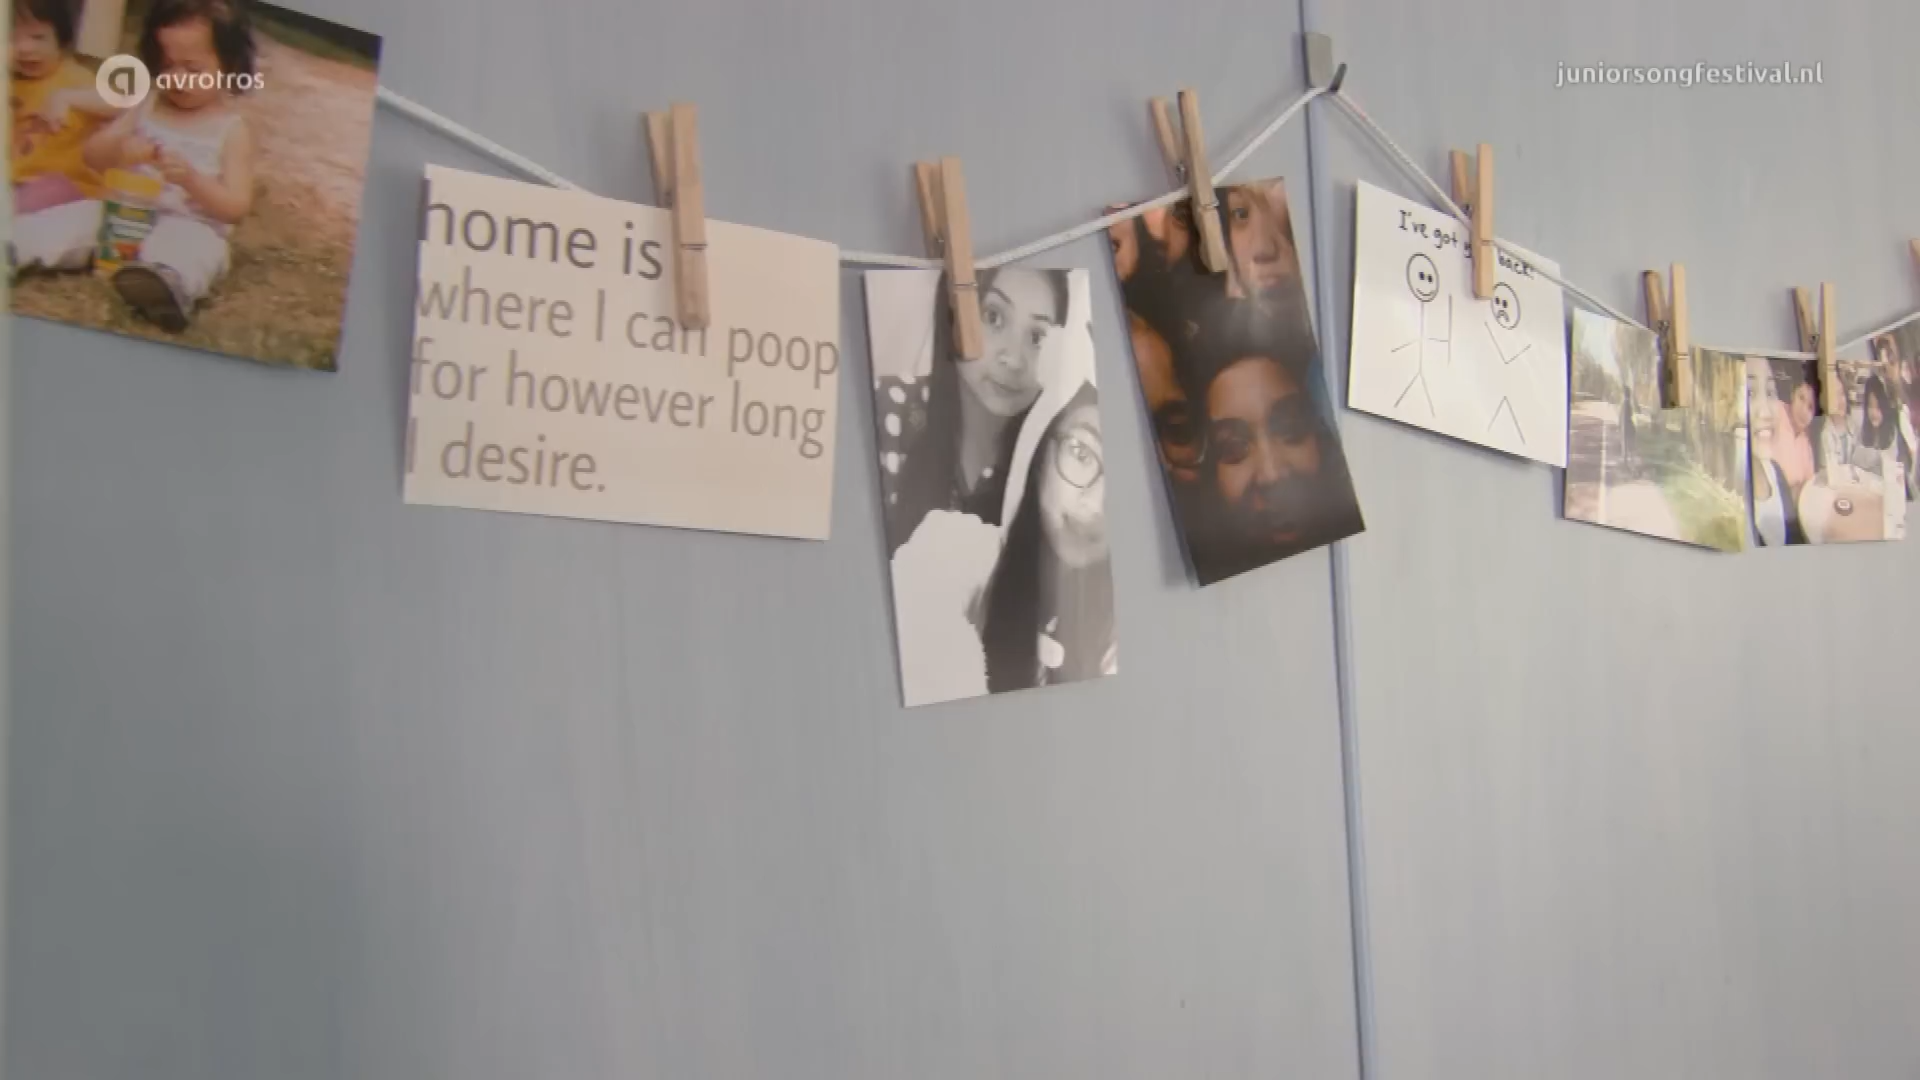 avrotros
juniorsongfestival.nl
home is
where I can poop
for however long
I desire.
I've got y back!